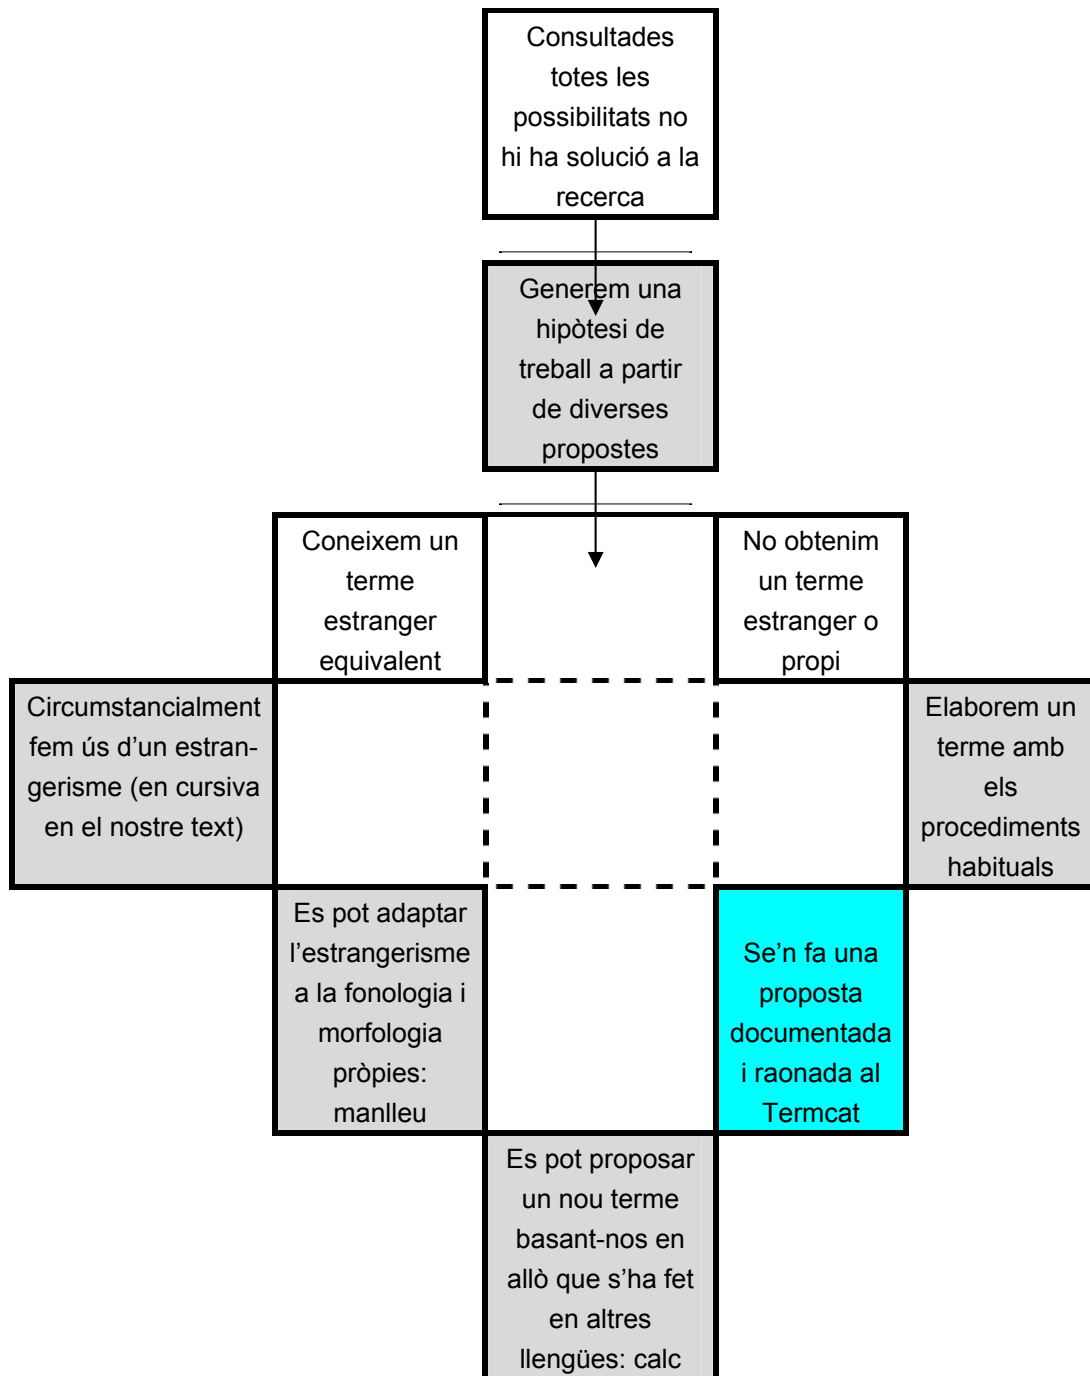 Consultades
totes les
possibilitats no
hi ha solució a la
recerca
Generem una
hipòtesi de
treball a partir
de diverses
propostes
Coneixem un
terme
estranger
equivalent
No obtenim
un terme
estranger o
propi
Circumstancialment
fem ús d’un estran-
gerisme (en cursiva
en el nostre text)
Elaborem un
terme amb
els
procediments
habituals
Es pot adaptar
l’estrangerisme
a la fonologia i
morfologia
pròpies:
manlleu
Se’n fa una
proposta
documentada
i raonada al
Termcat
Es pot proposar
un nou terme
basant-nos en
allò que s’ha fet
en altres
llengües: calc